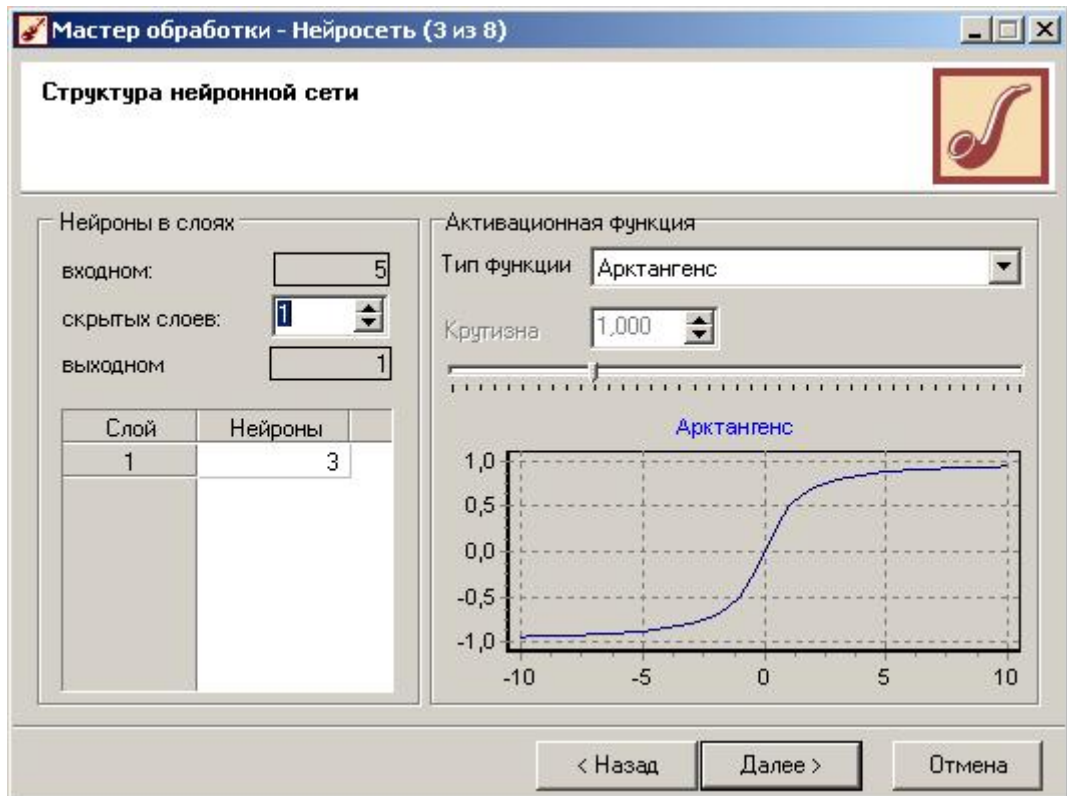 Мастер обработки - Нейросеть (3 из 8)
Структура нейронной сети
Нейроны в слоях
входном: 5
скрытых слоев: 1
выходном 1
Слой Нейроны
1 3
Активационная функция
Тип функции Арктангенс
Крутизна 1,000
Арктангенс
1,0
0,5
0,0
-0,5
-1,0
-10 -5 0 5 10
< Назад Далее > Отмена